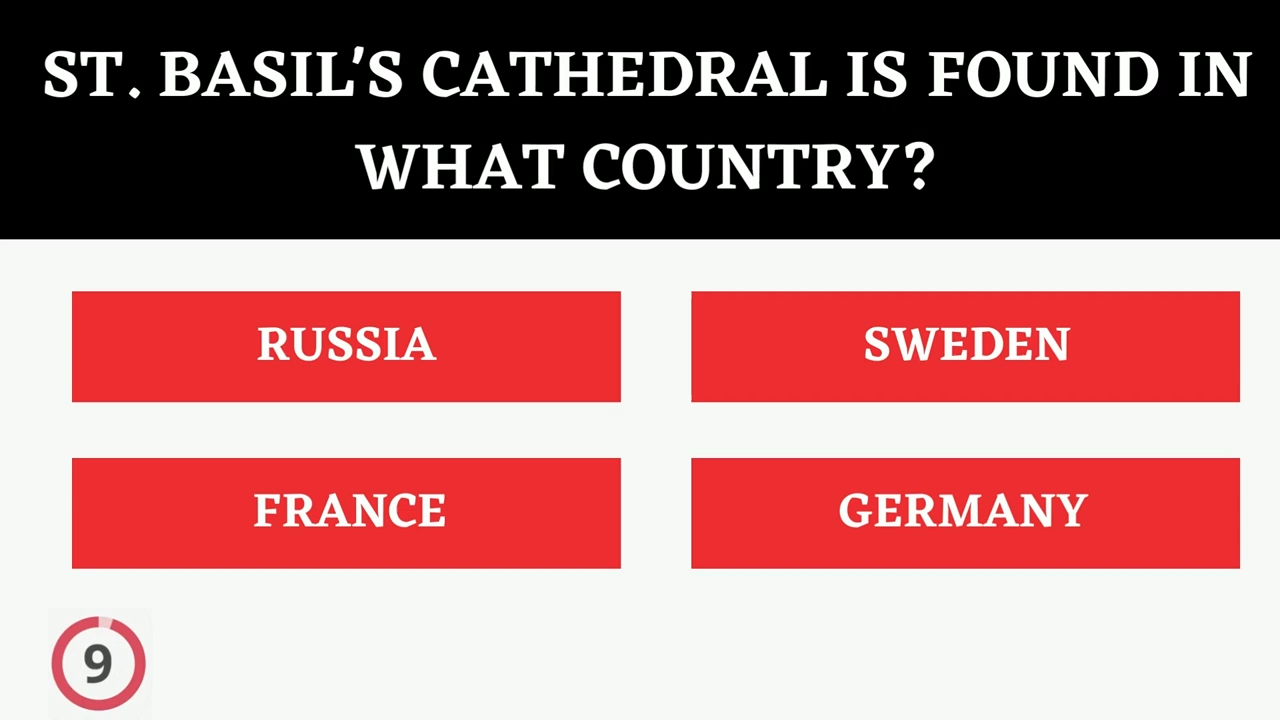 ST. BASIL'S CATHEDRAL IS FOUND IN
WHAT COUNTRY?
RUSSIA
SWEDEN
FRANCE
GERMANY
9